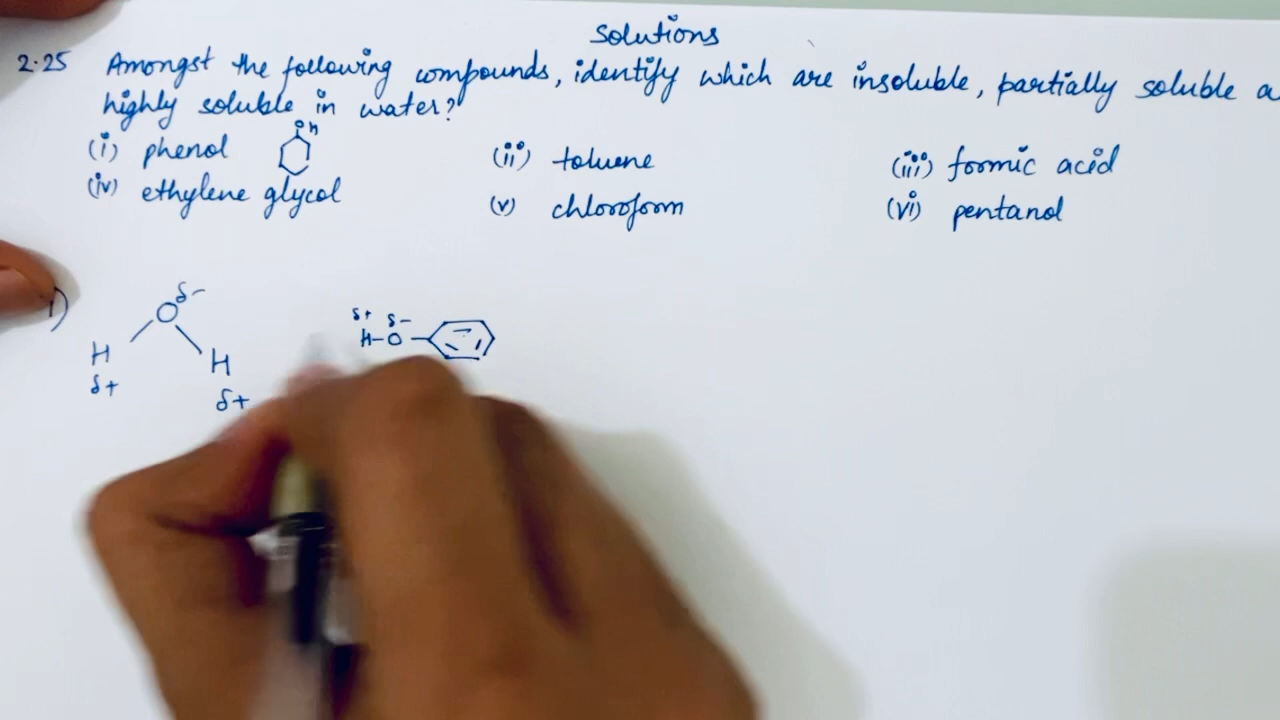 Solutions
2.25 Amongst the following compounds, identify which are insoluble, partially soluble
highly soluble in water?
OH
(i) phenol (ii) toluene (iii) formic acid
(iv) ethylene glycol (v) chloroform (vi) pentanol
i)
δ-
O
H H
δ+ δ+
δ+ δ-
H-O